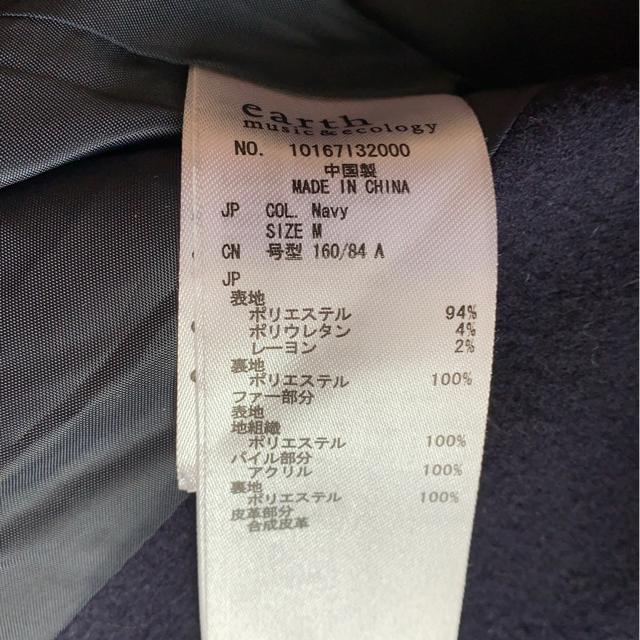 earth
music&ecology
NO. 10167132000
中国製
MADE IN CHINA
JP COL. Navy
SIZE M
CN 号型 160/84 A
JP
表地
ポリエステル 94%
ポリウレタン 4%
レーヨン 2%
裏地
ポリエステル 100%
ファー部分
表地
地組織
ポリエステル 100%
パイル部分
アクリル 100%
裏地
ポリエステル 100%
皮革部分
合成皮革